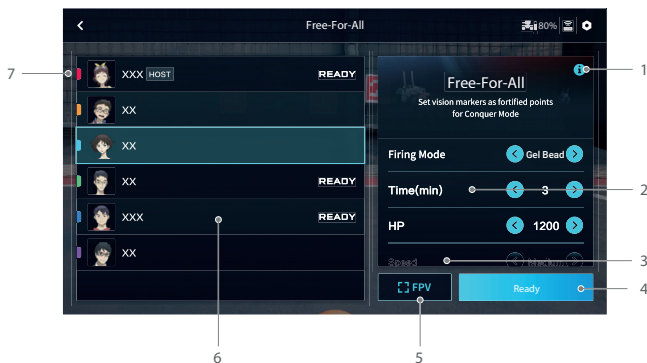 Free-For-All
80%
7
XXX HOST READY
XX
XX
XX READY
XXX READY
XX
Free-For-All
Set vision markers as fortified points
for Conquer Mode
Firing Mode Gel Bead
Time(min) 3
HP 1200
Speed Medium
FPV
Ready
1
2
3
4
5
6